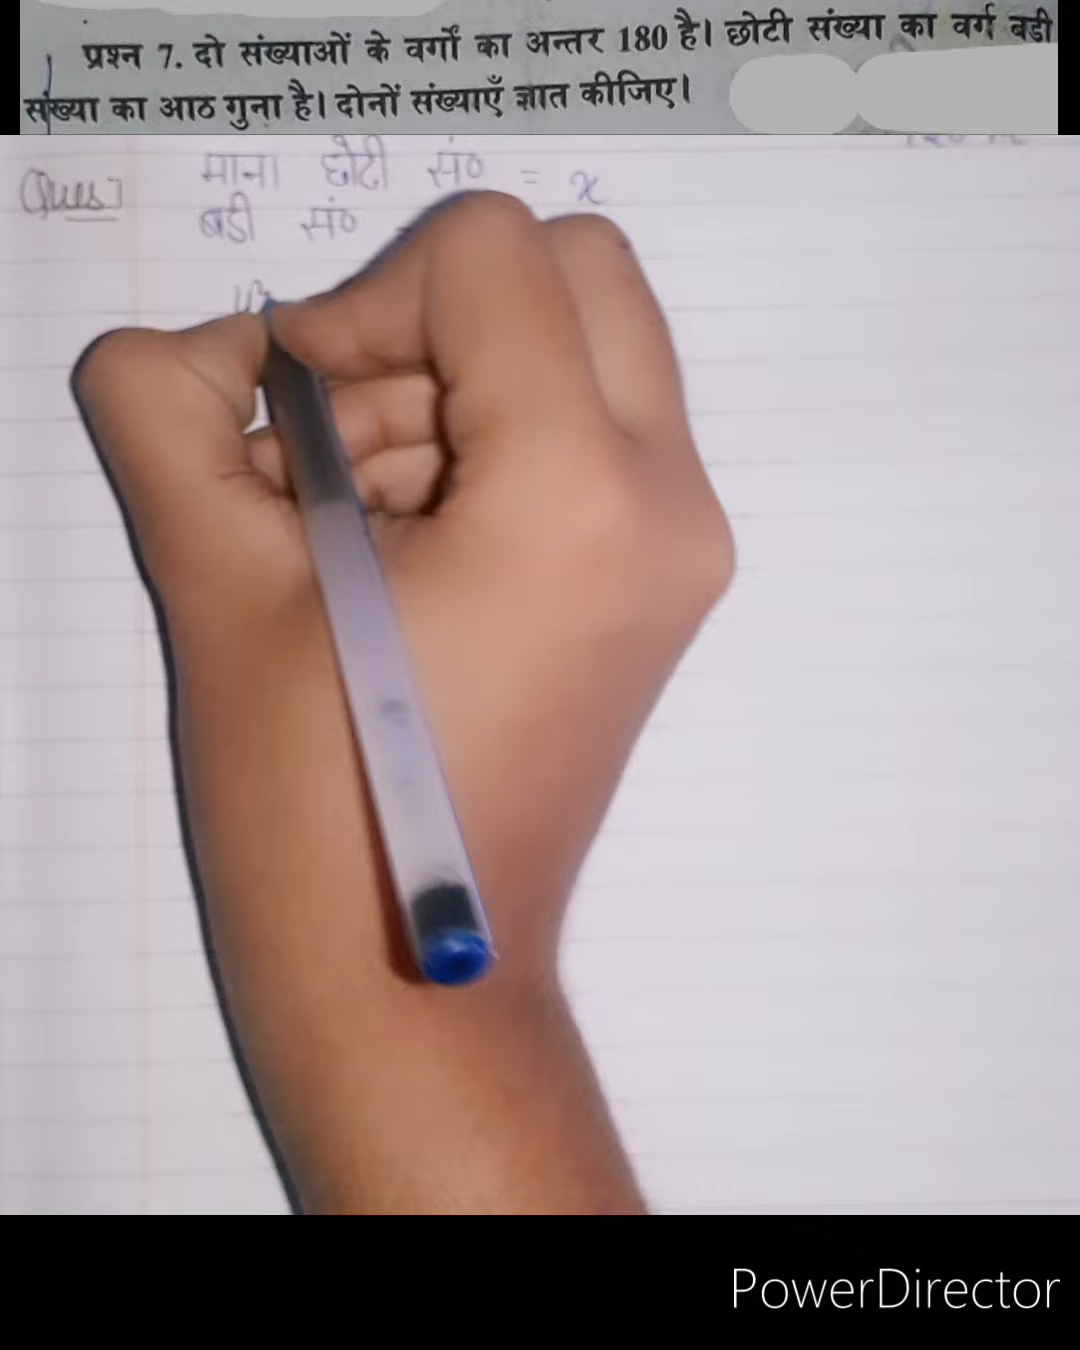 प्रश्न 7. दो संख्याओं के वर्गों का अन्तर 180 है। छोटी संख्या का वर्ग बडी
संख्या का आठ गुना है। दोनों संख्याएँ ज्ञात कीजिए।
Ques] माना छोटी सं० = x
बडी सं०
PowerDirector